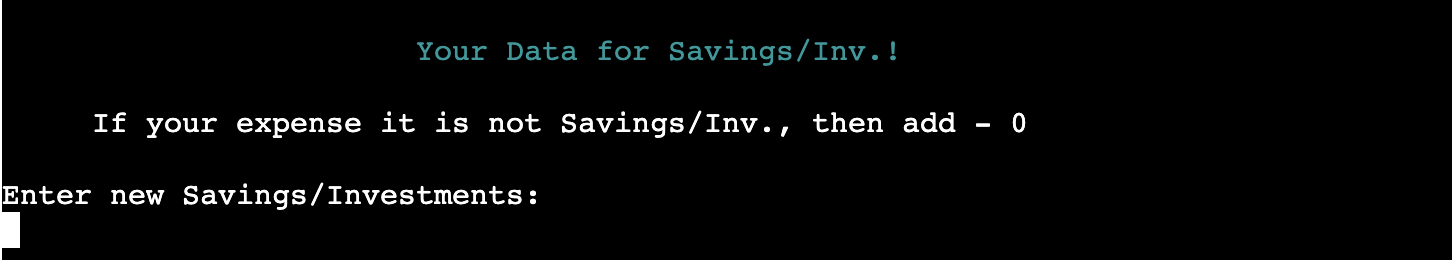 Your Data for Savings/Inv.!
If your expense it is not Savings/Inv., then add - 0
Enter new Savings/Investments: